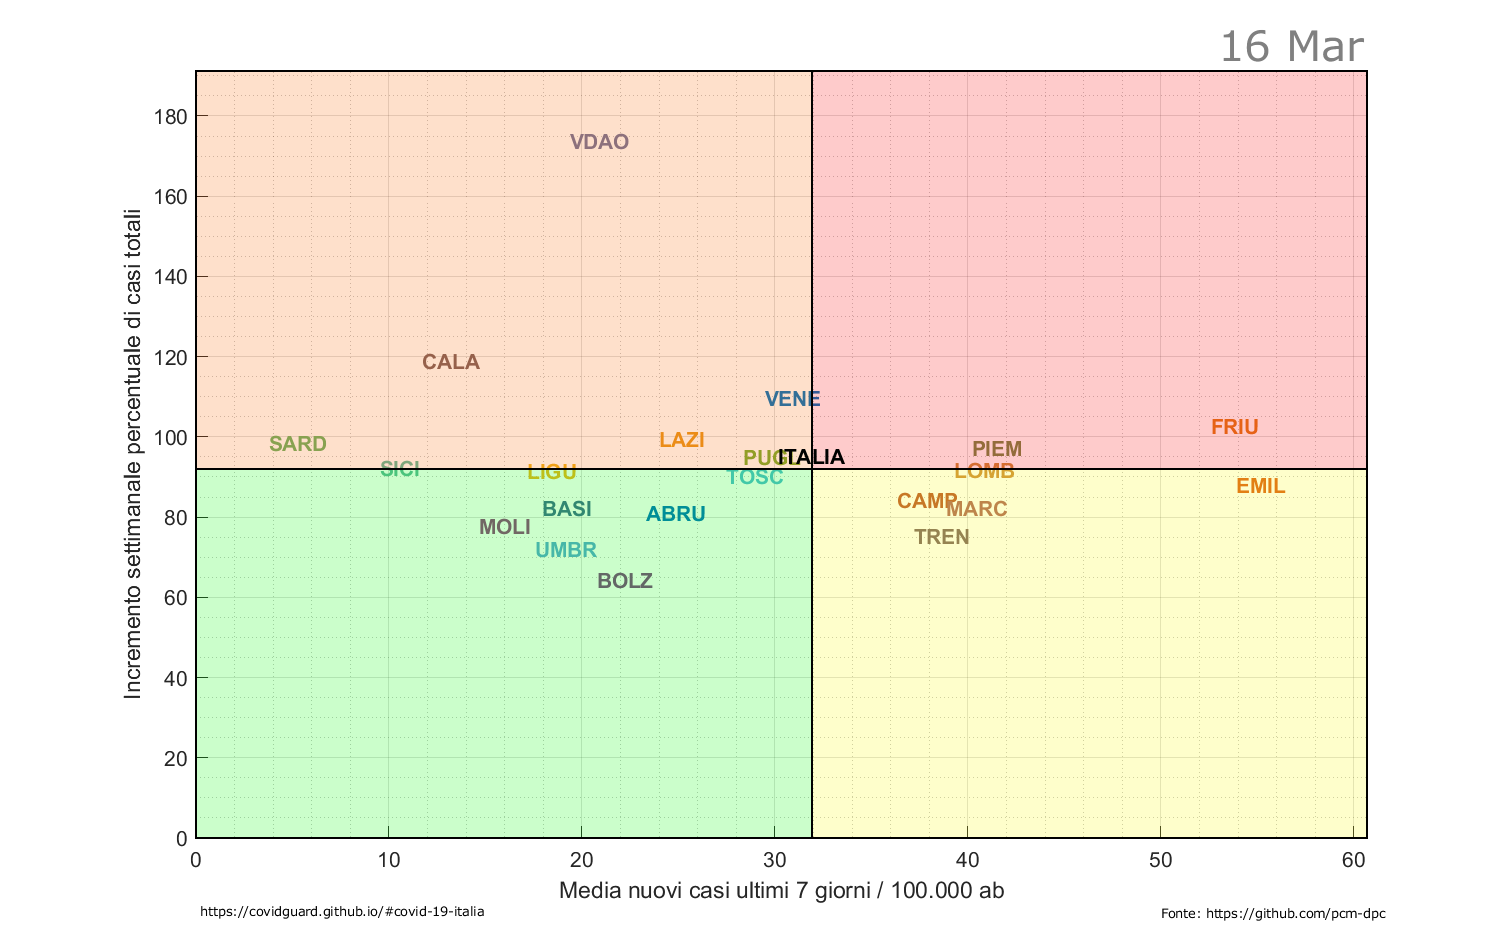 16 Mar
180
160
140
120
100
80
60
40
20
0
Incremento settimanale percentuale di casi totali
VDAO
CALA
VENE
FRIU
SARD
LAZI
PIEM
PUGL
ITALIA
SICI
LIGU
LOMB
TOSC
EMIL
CAMP
BASI
MARC
ABRU
MOLI
TREN
UMBR
BOLZ
0 10 20 30 40 50 60
Media nuovi casi ultimi 7 giorni / 100.000 ab
https://covidguard.github.io/#covid-19-italia
Fonte: https://github.com/pcm-dpc